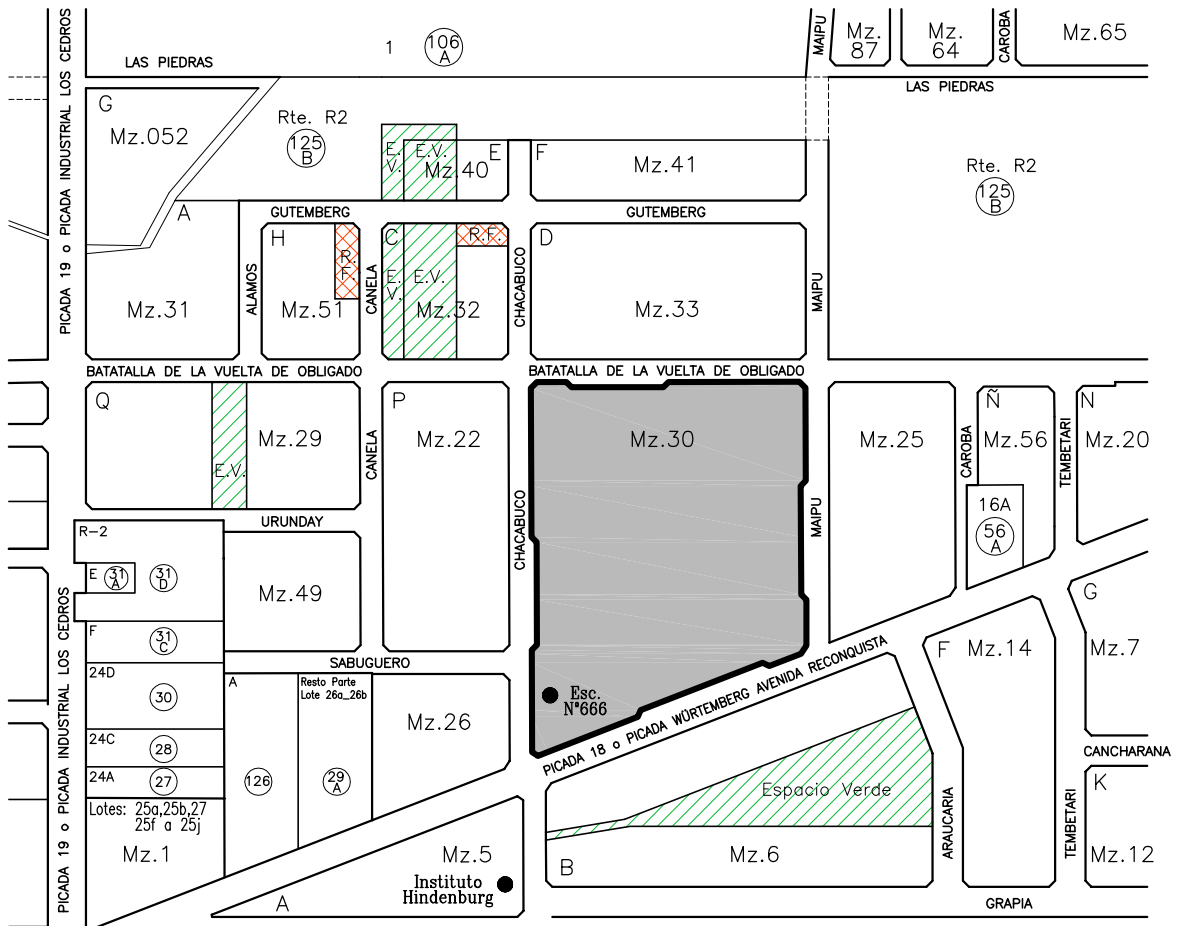 PICADA 19 o PICADA INDUSTRIAL LOS CEDROS
LAS PIEDRAS
1
106
A
MAIPU
Mz.
87
Mz.
64
CAROBA
Mz.65
LAS PIEDRAS
G
Mz.052
Rte. R2
125
B
E.
V.
E.V.
Mz.40
E
F
Mz.41
Rte. R2
125
B
A
GUTEMBERG
GUTEMBERG
Mz.31
ALAMOS
H
R.
F.
Mz.51
CANELA
C
E.
V.
E.V.
R.F.
Mz.32
CHACABUCO
D
Mz.33
MAIPU
BATATALLA DE LA VUELTA DE OBLIGADO
BATATALLA DE LA VUELTA DE OBLIGADO
Q
E.V.
Mz.29
CANELA
P
Mz.22
CHACABUCO
Mz.30
MAIPU
Mz.25
CAROBA
Ñ
Mz.56
16A
56
A
TEMBETARI
N
Mz.20
URUNDAY
R-2
E
31
A
31
D
Mz.49
F
31
C
SABUGUERO
PICADA 19 o PICADA INDUSTRIAL LOS CEDROS
24D
30
24C
28
24A
27
A
126
Resto Parte
Lote 26a_26b
29
A
Mz.26
Esc.
N°666
PICADA 18 o PICADA WÜRTEMBERG AVENIDA RECONQUISTA
F
Mz.14
G
Mz.7
CANCHARANA
Lotes: 25a,25b,27
25f a 25j
Mz.1
Mz.5
Instituto
Hindenburg
A
Espacio Verde
Mz.6
B
ARAUCARIA
TEMBETARI
K
Mz.12
GRAPIA